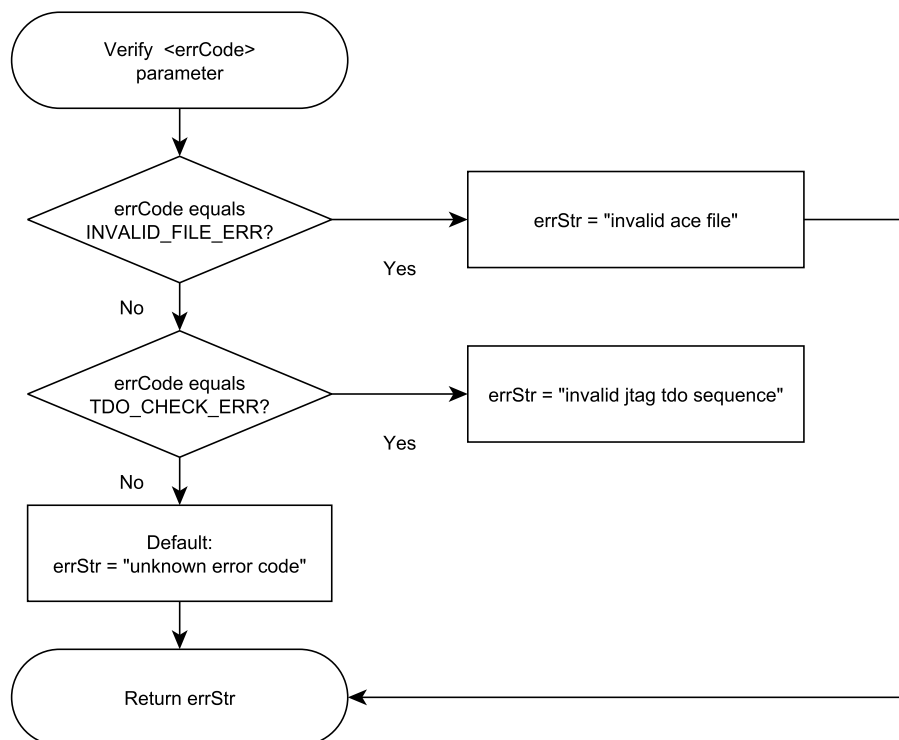 Verify <errCode>
parameter
errCode equals
INVALID_FILE_ERR?
errStr = "invalid ace file"
Yes
No
errCode equals
TDO_CHECK_ERR?
errStr = "invalid jtag tdo sequence"
Yes
No
Default:
errStr = "unknown error code"
Return errStr